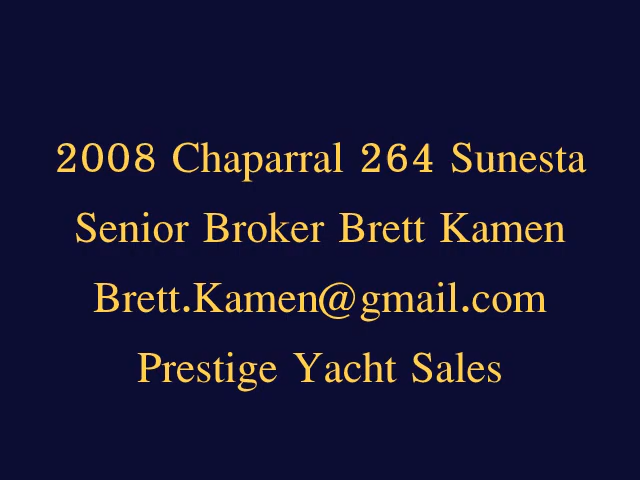 2008 Chaparral 264 Sunesta
Senior Broker Brett Kamen
Brett.Kamen@gmail.com
Prestige Yacht Sales